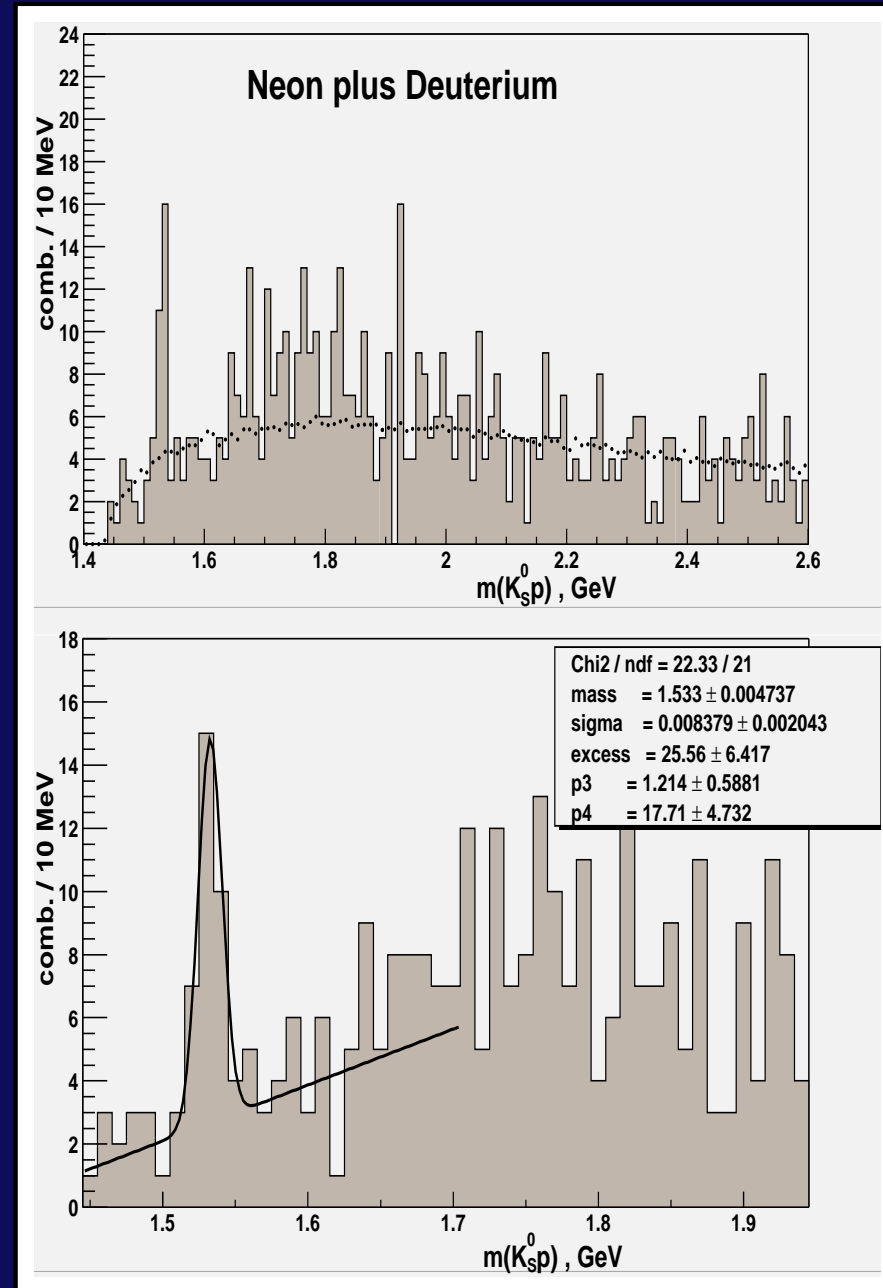 Neon plus Deuterium
comb. / 10 MeV
24
22
20
18
16
14
12
10
8
6
4
2
0
1.4 1.6 1.8 2 2.2 2.4 2.6
m(K⁰Sp) , GeV
Chi2 / ndf = 22.33 / 21
mass = 1.533 ± 0.004737
sigma = 0.008379 ± 0.002043
excess = 25.56 ± 6.417
p3 = 1.214 ± 0.5881
p4 = 17.71 ± 4.732
comb. / 10 MeV
18
16
14
12
10
8
6
4
2
0
1.5 1.6 1.7 1.8 1.9
m(K⁰Sp) , GeV